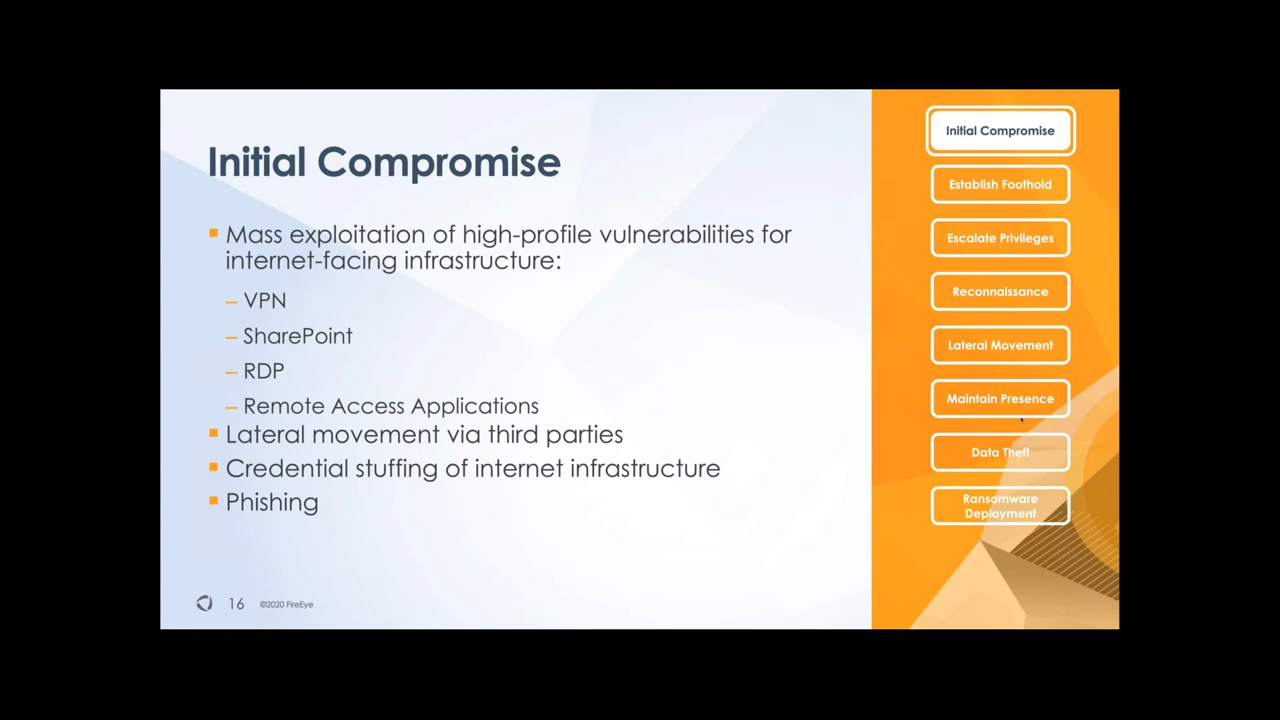 Initial Compromise
▪ Mass exploitation of high-profile vulnerabilities for
internet-facing infrastructure:
– VPN
– SharePoint
– RDP
– Remote Access Applications
▪ Lateral movement via third parties
▪ Credential stuffing of internet infrastructure
▪ Phishing
16 ©2020 FireEye
Initial Compromise
Establish Foothold
Escalate Privileges
Reconnaissance
Lateral Movement
Maintain Presence
Data Theft
Ransomware
Deployment